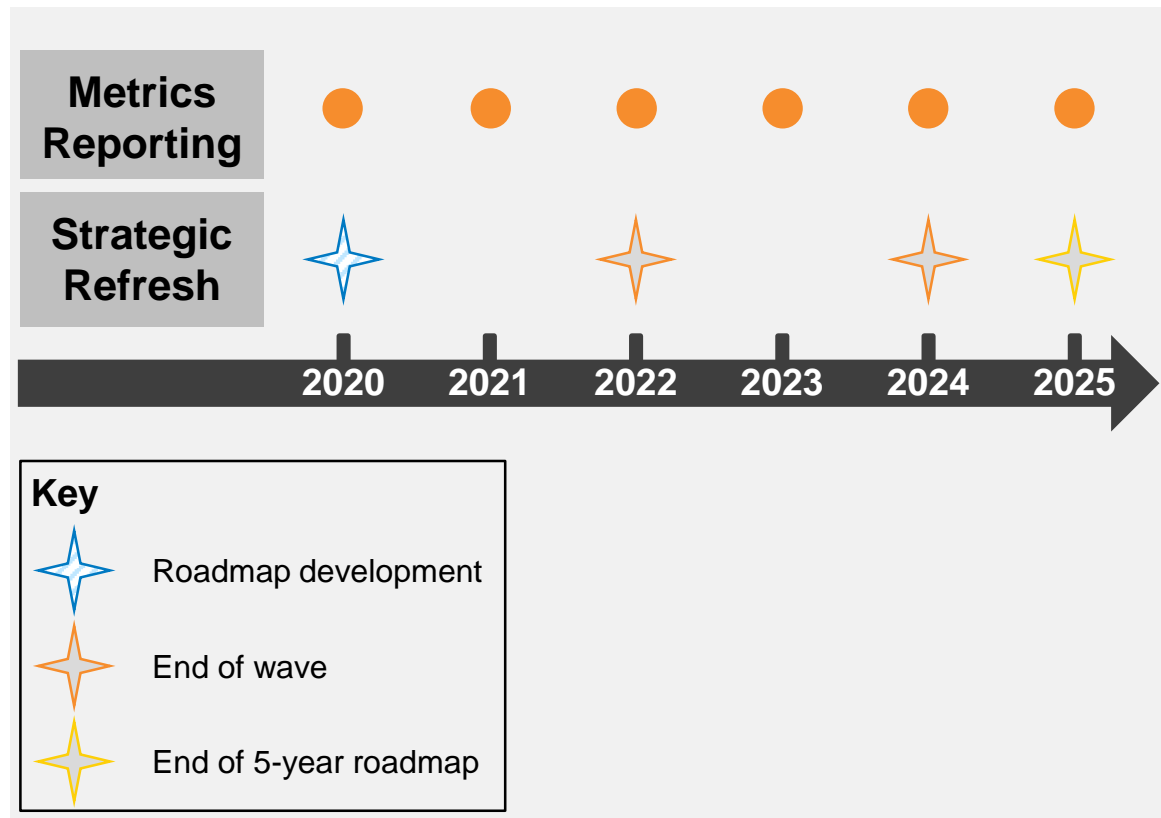 Metrics
Reporting
Strategic
Refresh
2020 2021 2022 2023 2024 2025
Key
Roadmap development
End of wave
End of 5-year roadmap